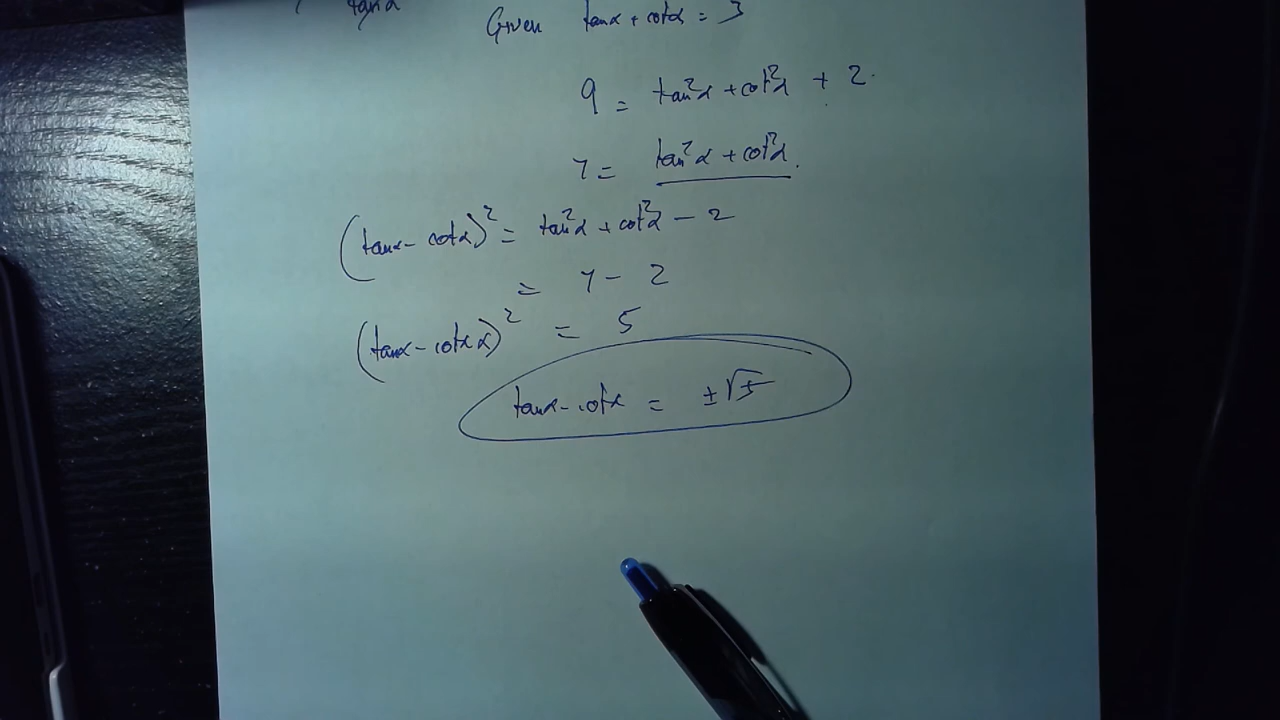 tanα
Given tanα + cotα = 3
9 = tan²α + cot²α + 2.
7 = tan²α + cot²α.
(tanα - cotα)² = tan²α + cot²α - 2
= 7 - 2
(tanα - cotα)² = 5
tanα - cotα = ±√5